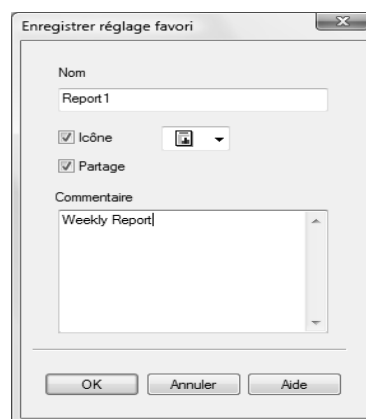 Enregistrer réglage favori
Nom
Report1
Icône
Partage
Commentaire
Weekly Report
OK
Annuler
Aide